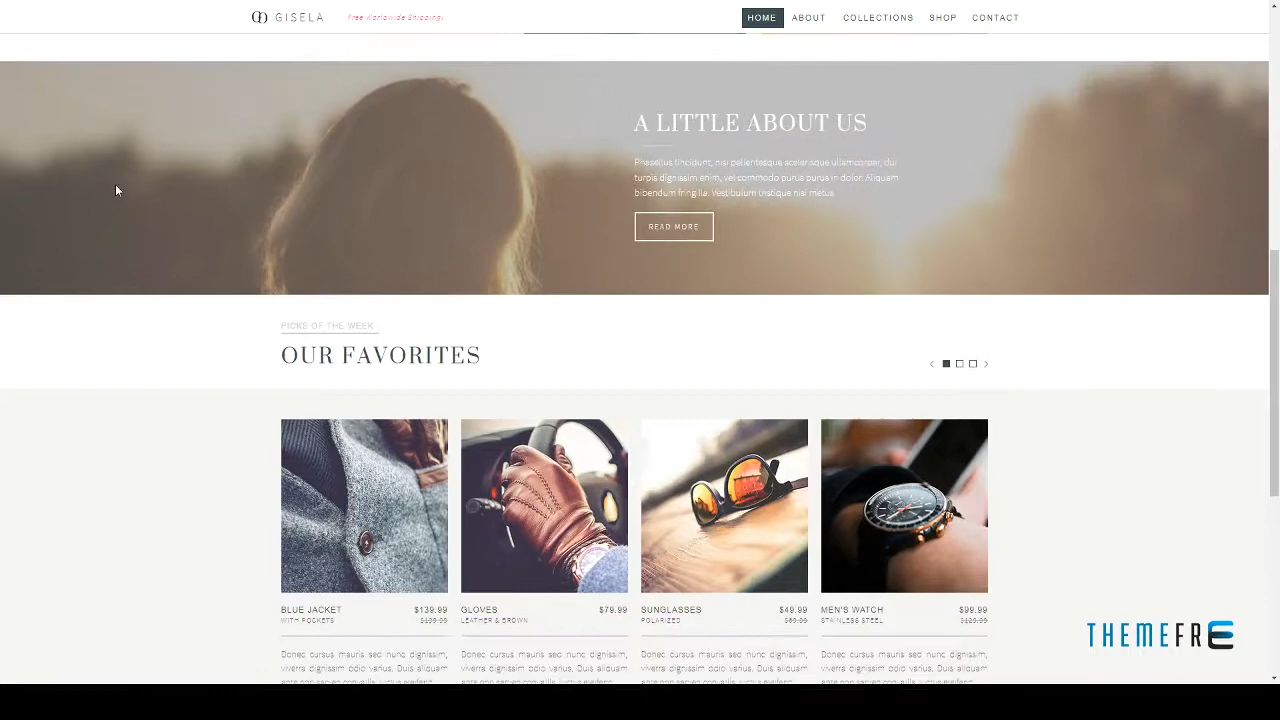 GISELA
Free Worldwide Shipping!
HOME
ABOUT
COLLECTIONS
SHOP
CONTACT
A LITTLE ABOUT US
Phasellus tincidunt, nisi pellentesque scelerisque ullamcorper, dui
turpis dignissim enim, vel commodo purus purus in dolor. Aliquam
bibendum fringilla. Vestibulum tristique nisi metus.
READ MORE
PICKS OF THE WEEK
OUR FAVORITES
BLUE JACKET $139.99
WITH POCKETS
GLOVES $79.99
LEATHER & BROWN
SUNGLASSES $49.99
POLARIZED $69.99
MEN'S WATCH $99.99
STAINLESS STEEL $129.99
Donec cursus mauris sed nunc dignissim,
viverra dignissim odio varius. Duis aliquam
Donec cursus mauris sed nunc dignissim,
viverra dignissim odio varius. Duis aliquam
Donec cursus mauris sed nunc dignissim,
viverra dignissim odio varius. Duis aliquam
Donec cursus mauris sed nunc dignissim,
viverra dignissim odio varius. Duis aliquam
THEMEFRE